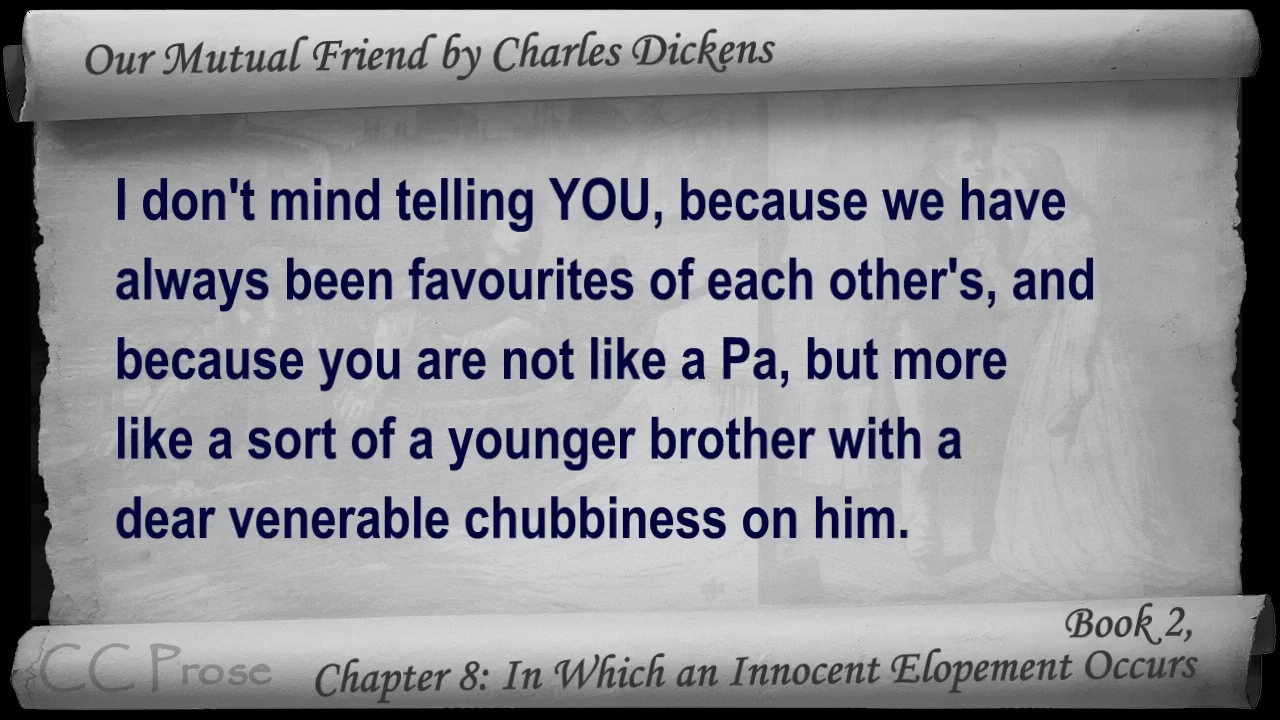 Our Mutual Friend by Charles Dickens
I don't mind telling YOU, because we have
always been favourites of each other's, and
because you are not like a Pa, but more
like a sort of a younger brother with a
dear venerable chubbiness on him.
Book 2,
CC Prose
Chapter 8: In Which an Innocent Elopement Occurs